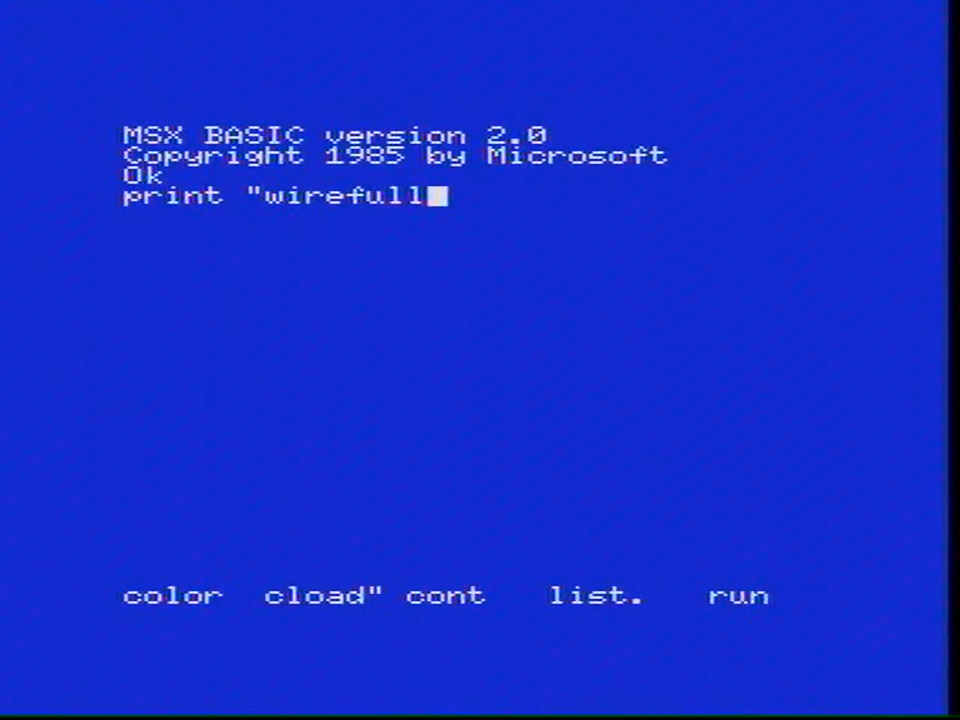 MSX BASIC version 2.0
Copyright 1985 by Microsoft
Ok
print "wirefull
color cload" cont list. run